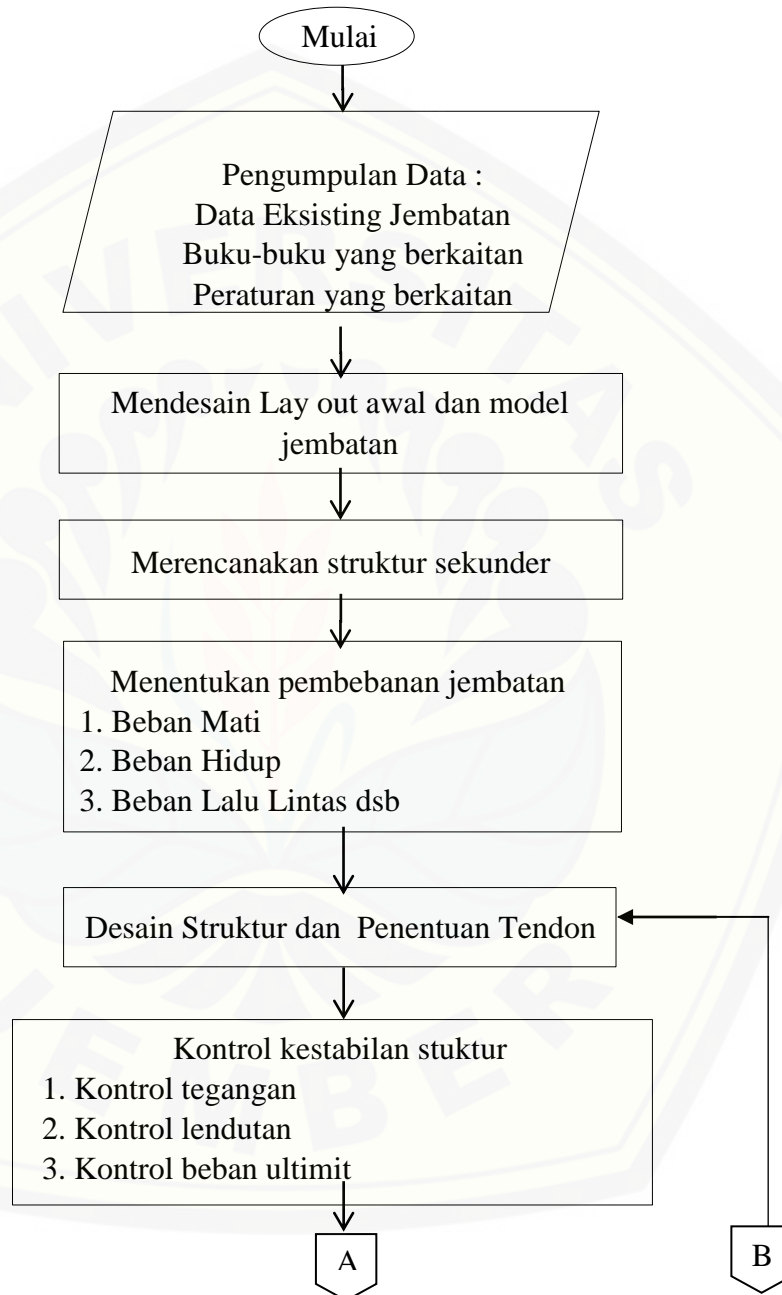 Mulai
Pengumpulan Data :
Data Eksisting Jembatan
Buku-buku yang berkaitan
Peraturan yang berkaitan
Mendesain Lay out awal dan model
jembatan
Merencanakan struktur sekunder
Menentukan pembebanan jembatan
1. Beban Mati
2. Beban Hidup
3. Beban Lalu Lintas dsb
Desain Struktur dan Penentuan Tendon
Kontrol kestabilan stuktur
1. Kontrol tegangan
2. Kontrol lendutan
3. Kontrol beban ultimit
A
B
UNIVERSITAS
JEMBER